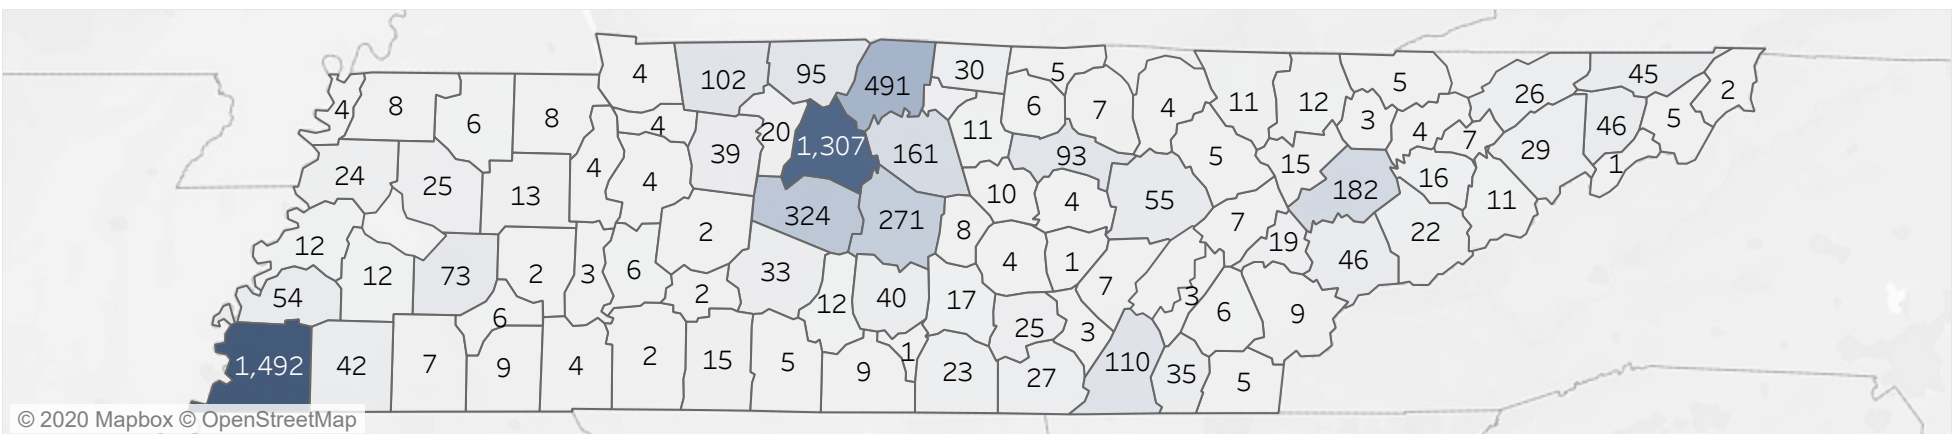 4 102 95 491 30 5 11 12 5 26 45 2
4 8 6 8 4 39 20 1,307 161 11 6 7 4 3 4 7 29 46 5 1
24 25 13 4 4 324 271 10 93 4 55 5 15 182 16 11
12 12 73 2 3 6 2 33 8 4 1 7 7 19 46 22
54 6 2 12 40 17 25 3 3 6 9
1,492 42 7 9 4 2 15 5 9 1 23 27 110 35 5
© 2020 Mapbox © OpenStreetMap